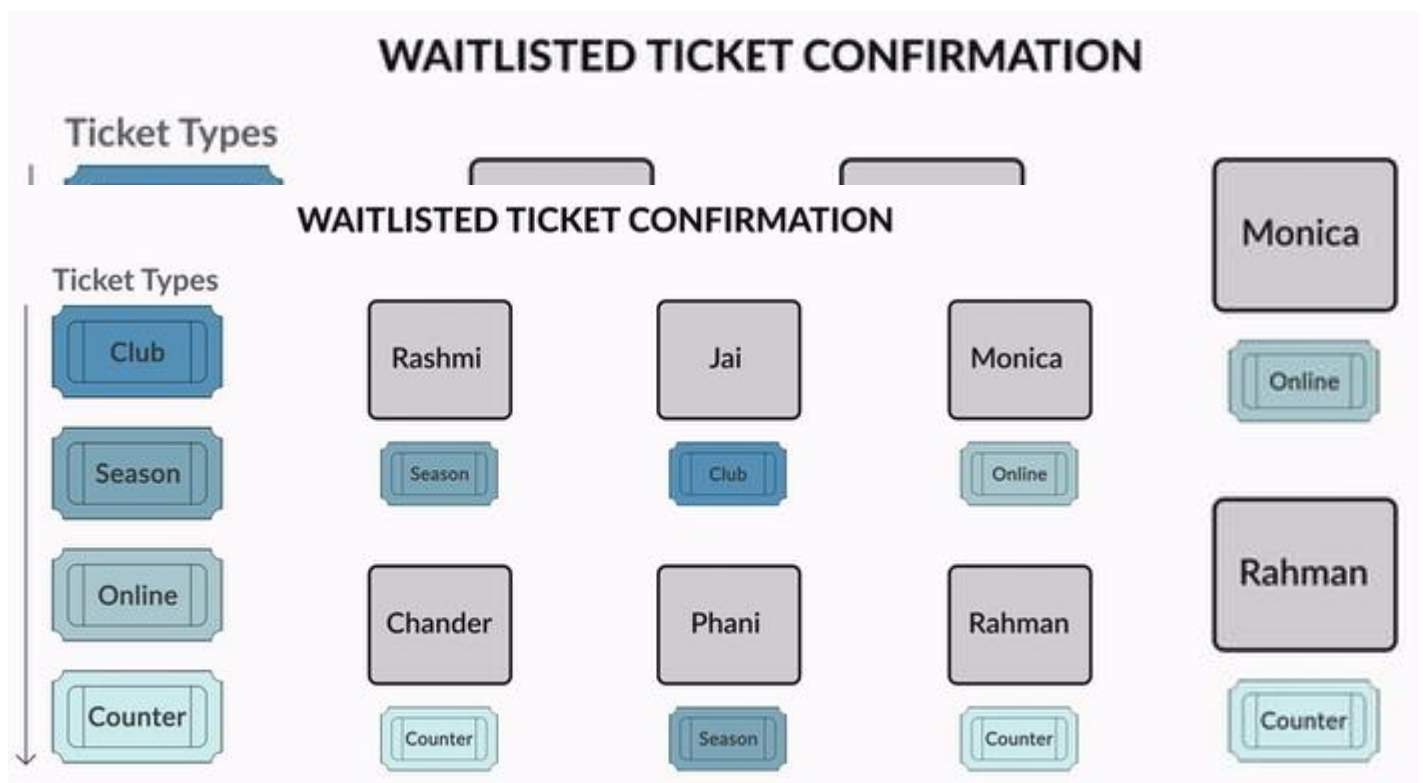 WAITLISTED TICKET CONFIRMATION
Ticket Types
Monica
Online
Rahman
Counter
WAITLISTED TICKET CONFIRMATION
Ticket Types
Club
Season
Online
Counter
Rashmi
Jai
Monica
Season
Club
Online
Chander
Phani
Rahman
Counter
Season
Counter